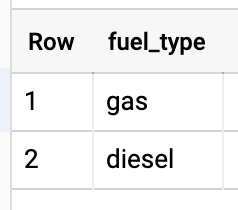 Row fuel_type
1 gas
2 diesel